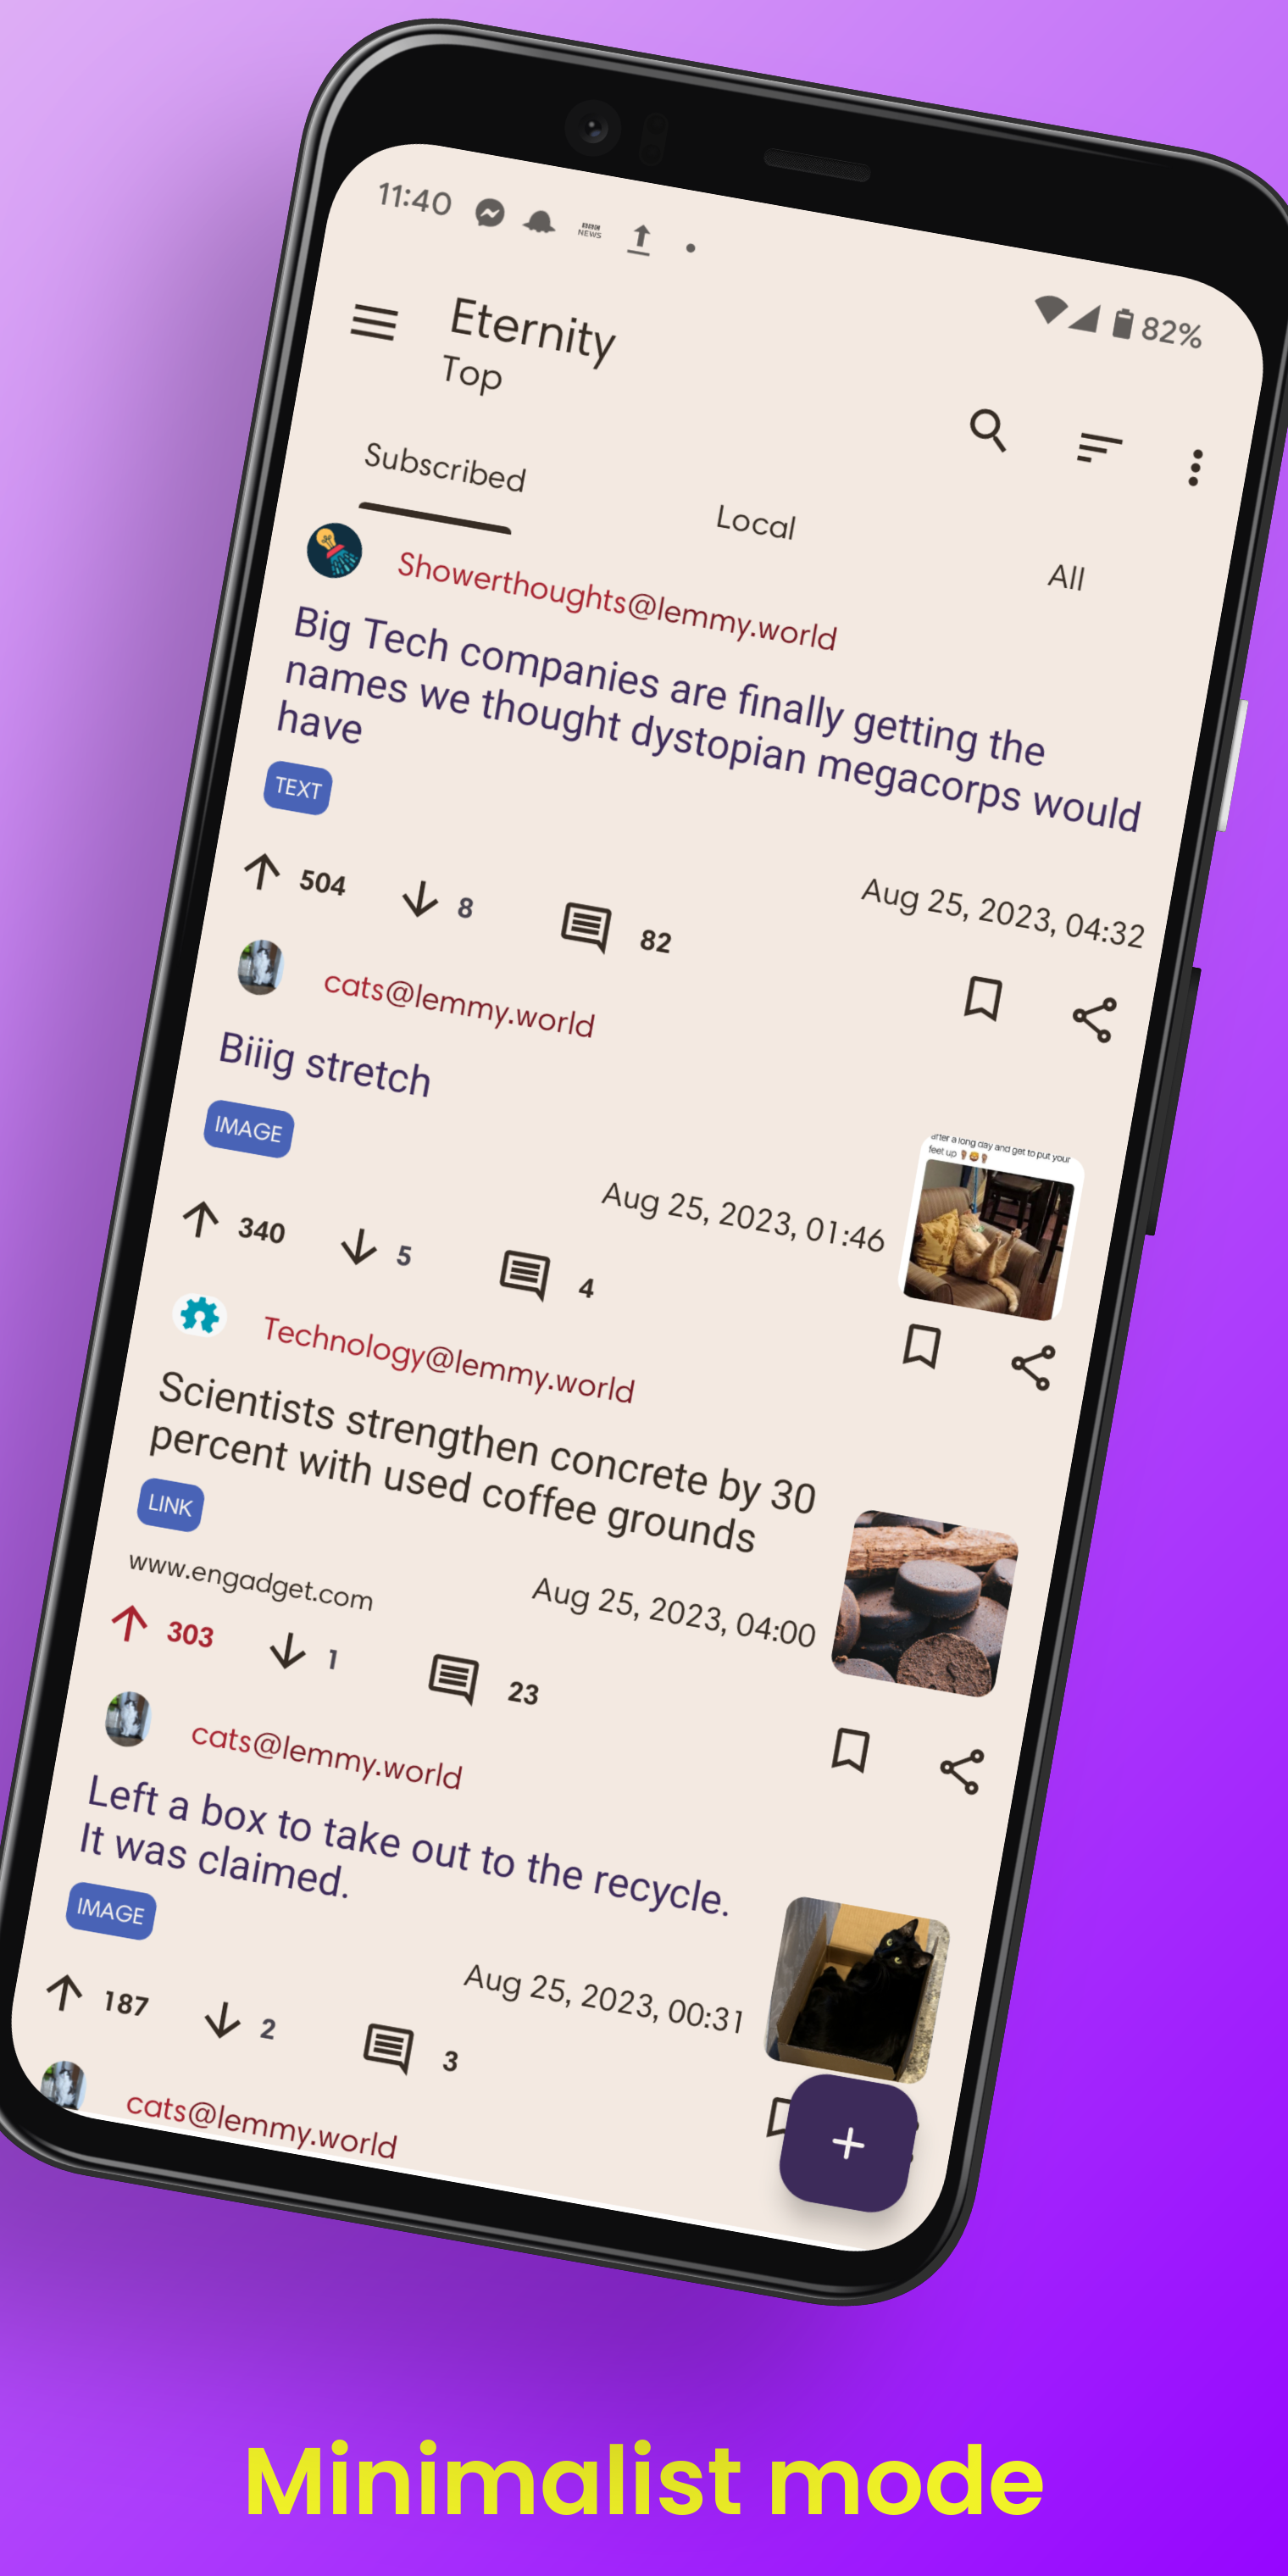 11:40
BBC
NEWS
82%
Eternity
Top
Subscribed
Local
All
Showerthoughts@lemmy.world
Big Tech companies are finally getting the
names we thought dystopian megacorps would
have
TEXT
Aug 25, 2023, 04:32
504
8
82
cats@lemmy.world
Biiig stretch
IMAGE
after a long day and get to put your
feet up
Aug 25, 2023, 01:46
340
5
4
Technology@lemmy.world
Scientists strengthen concrete by 30
percent with used coffee grounds
LINK
www.engadget.com
Aug 25, 2023, 04:00
303
1
23
cats@lemmy.world
Left a box to take out to the recycle.
It was claimed.
IMAGE
Aug 25, 2023, 00:31
187
2
3
cats@lemmy.world
Minimalist mode